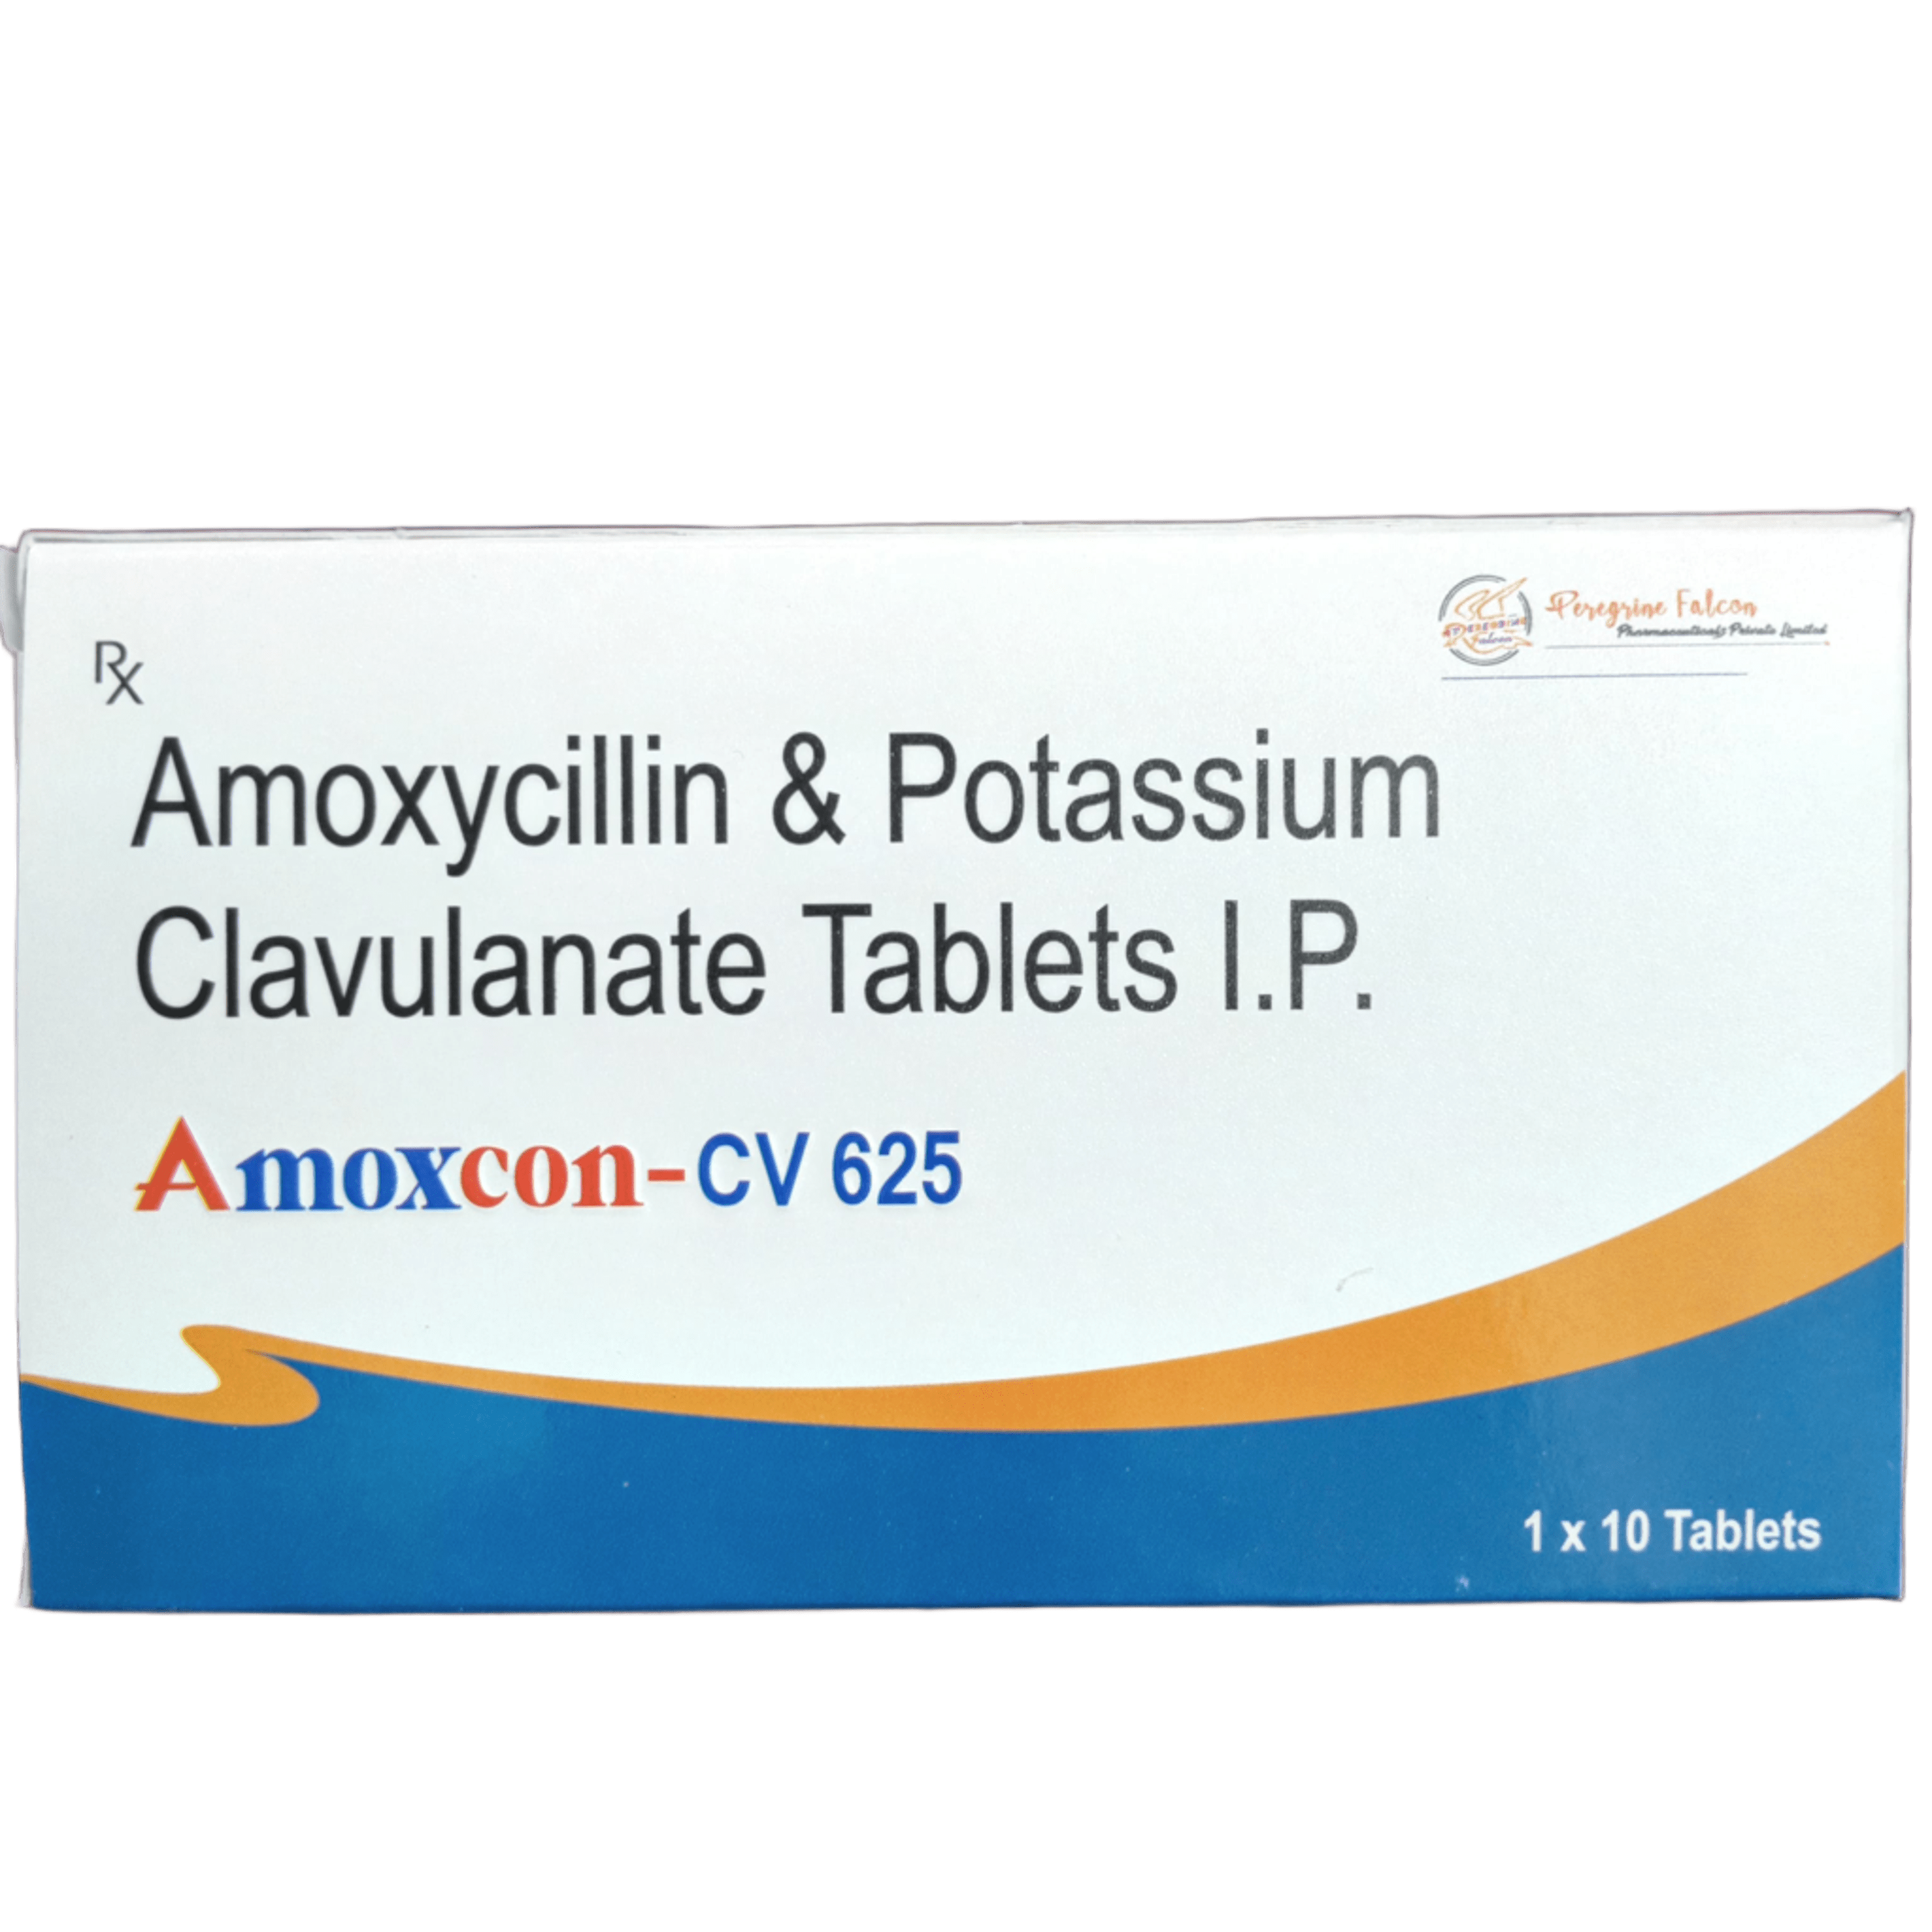 Peregrine Falcon
Pharmaceuticals Private Limited
Rx
Amoxycillin & Potassium
Clavulanate Tablets I.P.
Amoxcon-CV 625
1 x 10 Tablets